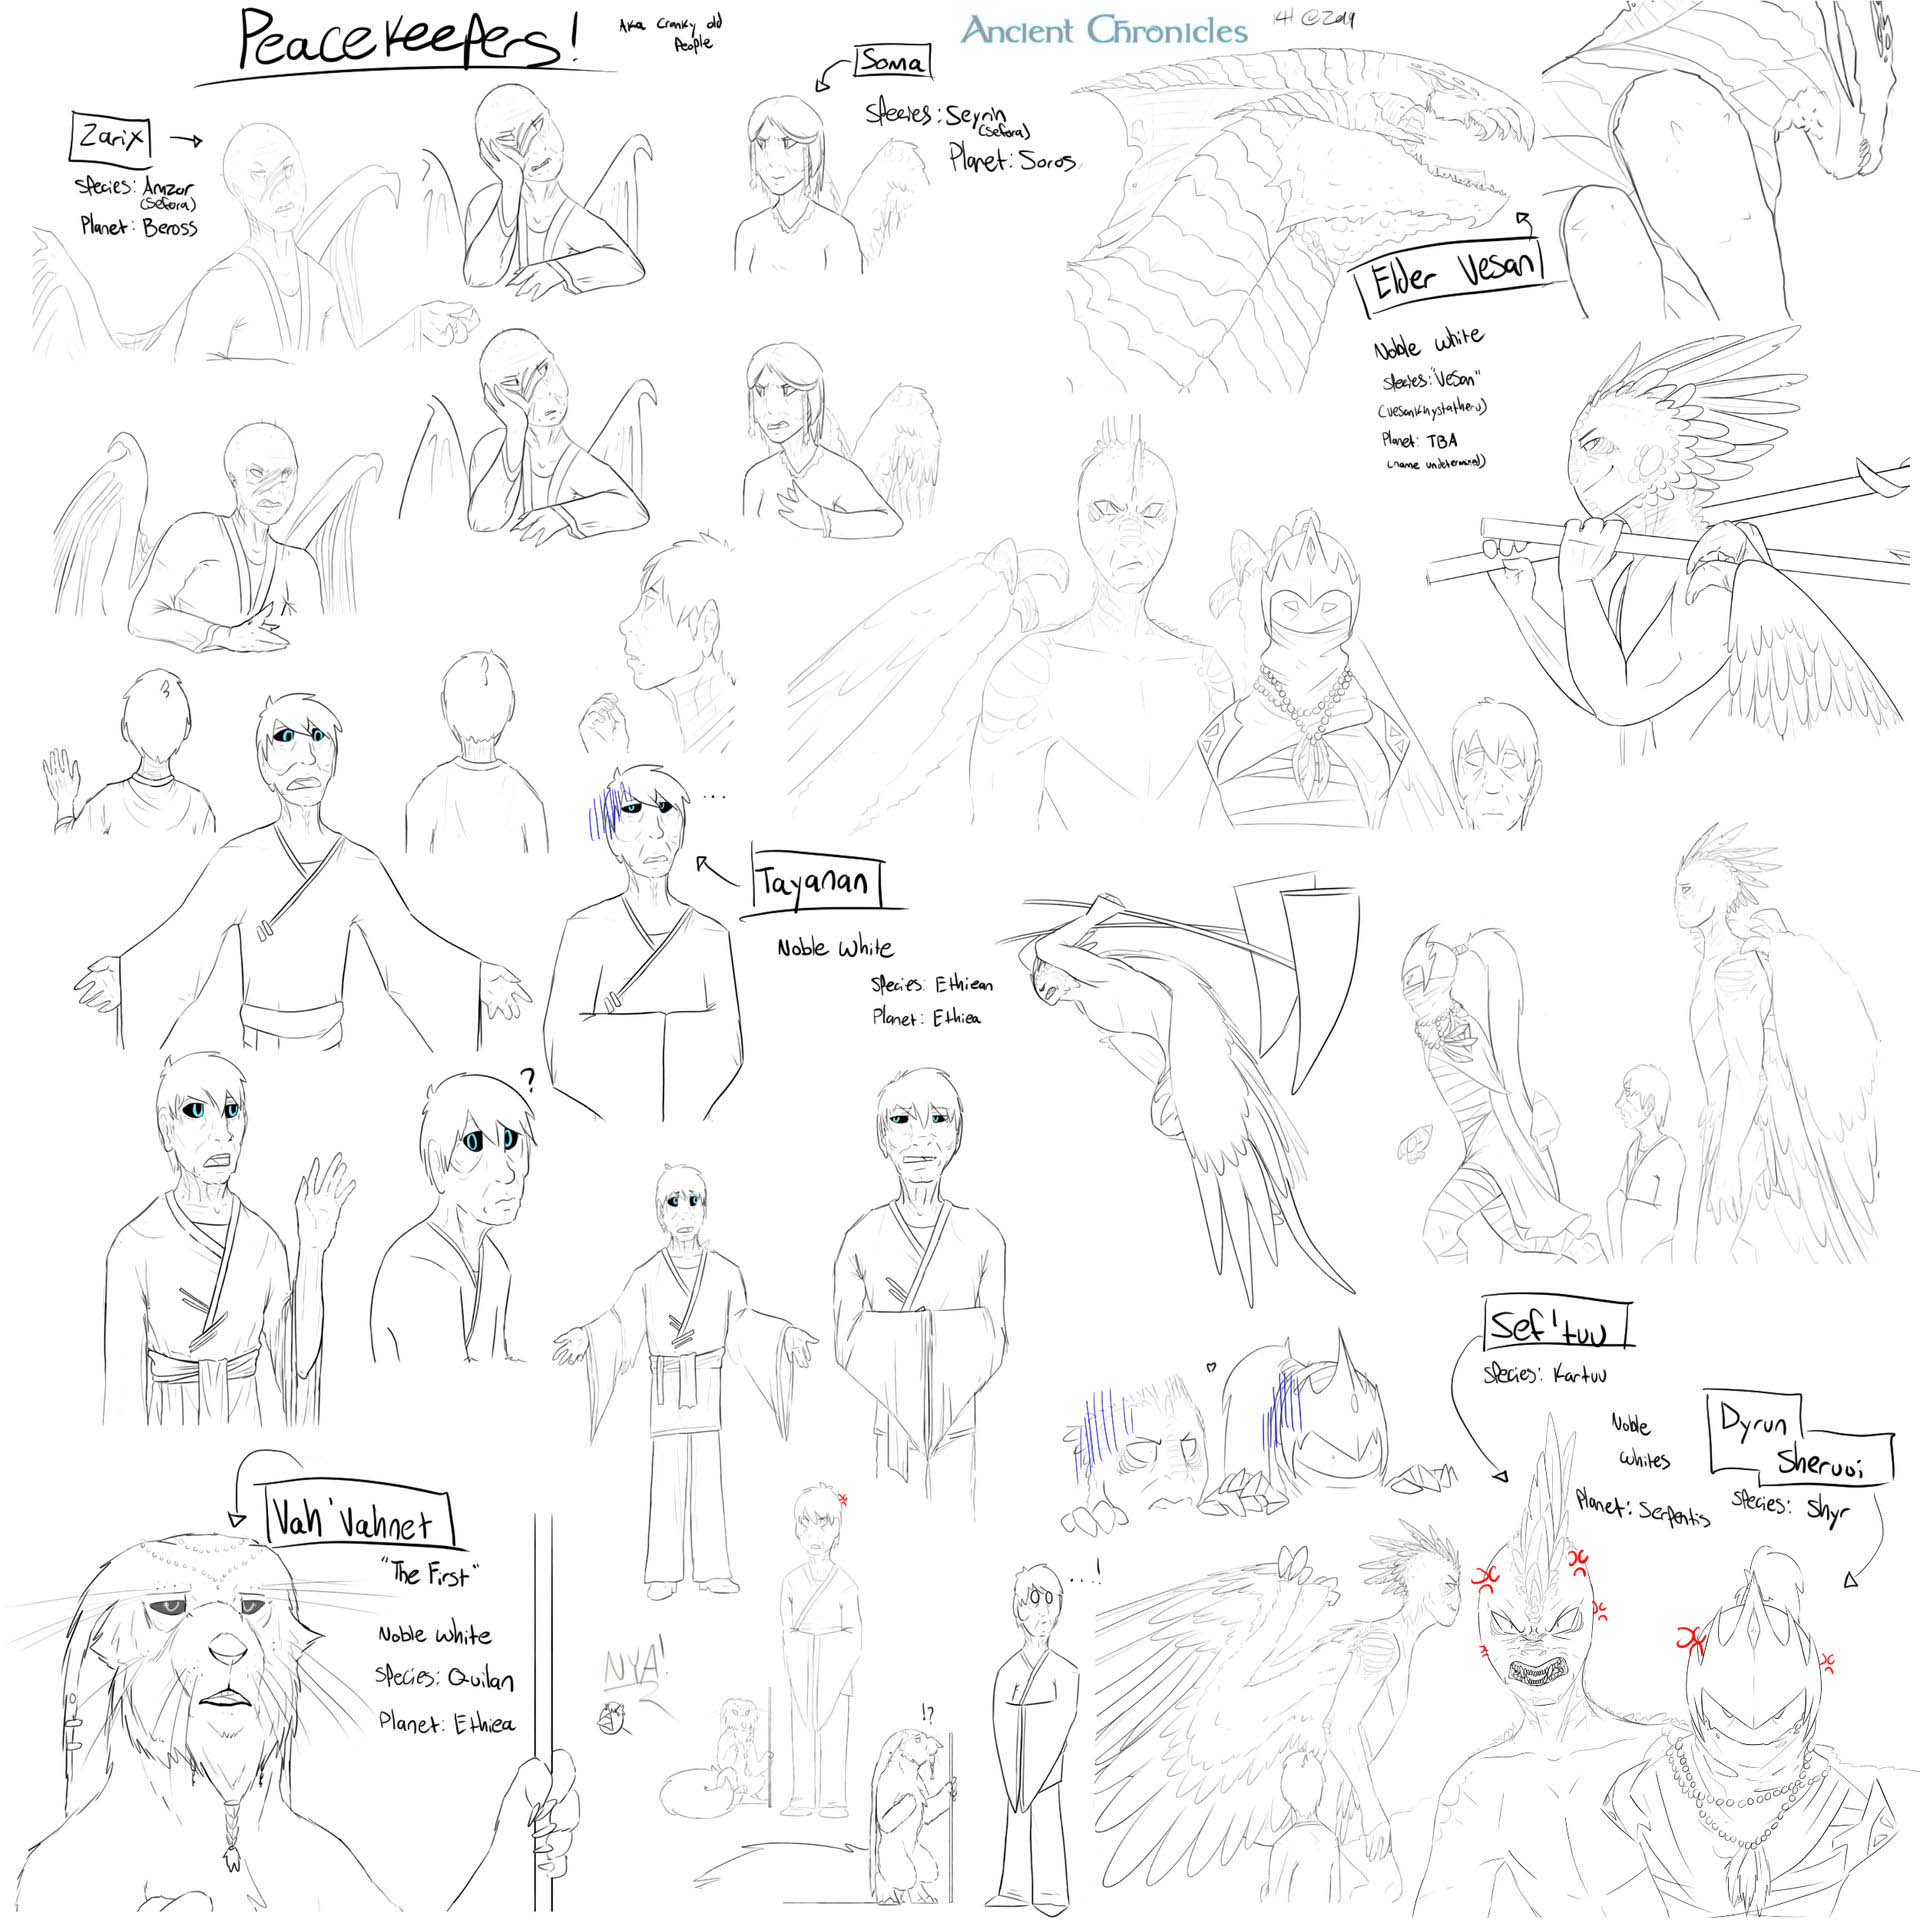 Peacekeepers!
AKA Cranky old
People
Ancient Chronicles
@2019
Soma
Species: Seyrin
(Sefora)
Planet: Soros
Zarix
Species: Amzor
(Sefora)
Planet: Beross
Elder Vesan
Noble white
Species: "Vesan"
(Vesankinystatheru)
Planet: TBA
(name undetermined)
...
Tayanan
Noble White
Species: Ethiean
Planet: Ethiea
?
Sef'tuu
Species: Kartuu
Noble
Whites
Planet: Serpentis
Dyrun
Sheruoi
Species: Shyr
Vah'Vahnet
"The First"
Noble White
Species: Quilan
Planet: Ethiea
NYA!
!?
...!